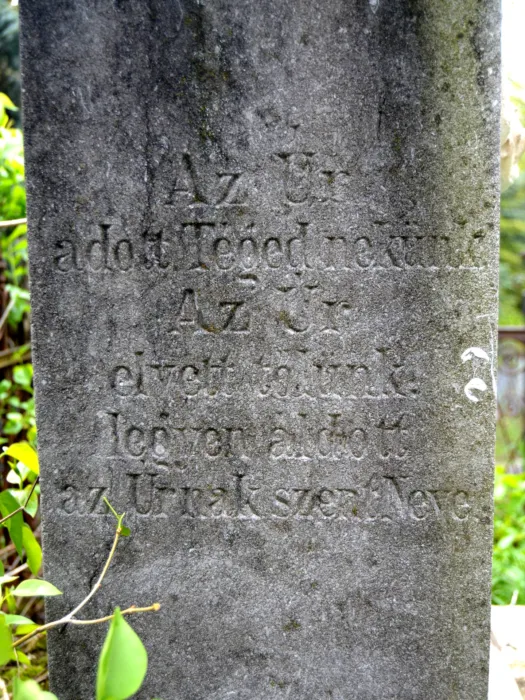 Az Úr
adott Téged nekünk
Az Úr
elvett tőlünk.
legyen áldott
az Úrnak szent Neve.